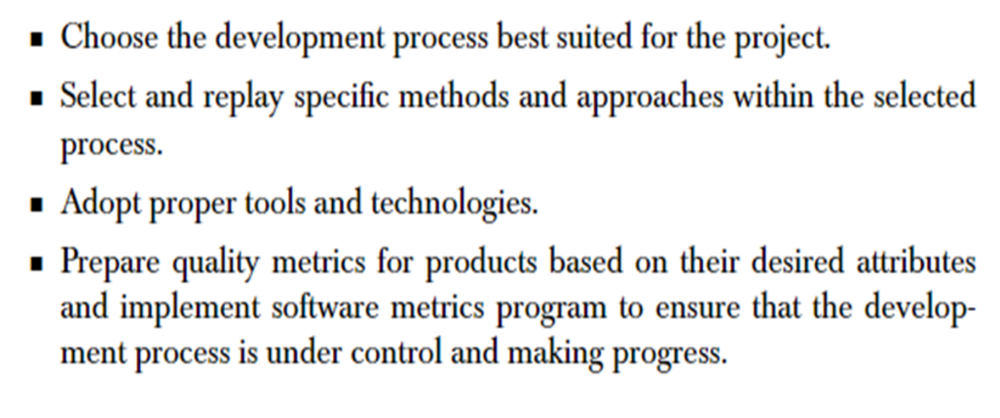 ▪ Choose the development process best suited for the project.
▪ Select and replay specific methods and approaches within the selected
process.
▪ Adopt proper tools and technologies.
▪ Prepare quality metrics for products based on their desired attributes
and implement software metrics program to ensure that the develop-
ment process is under control and making progress.